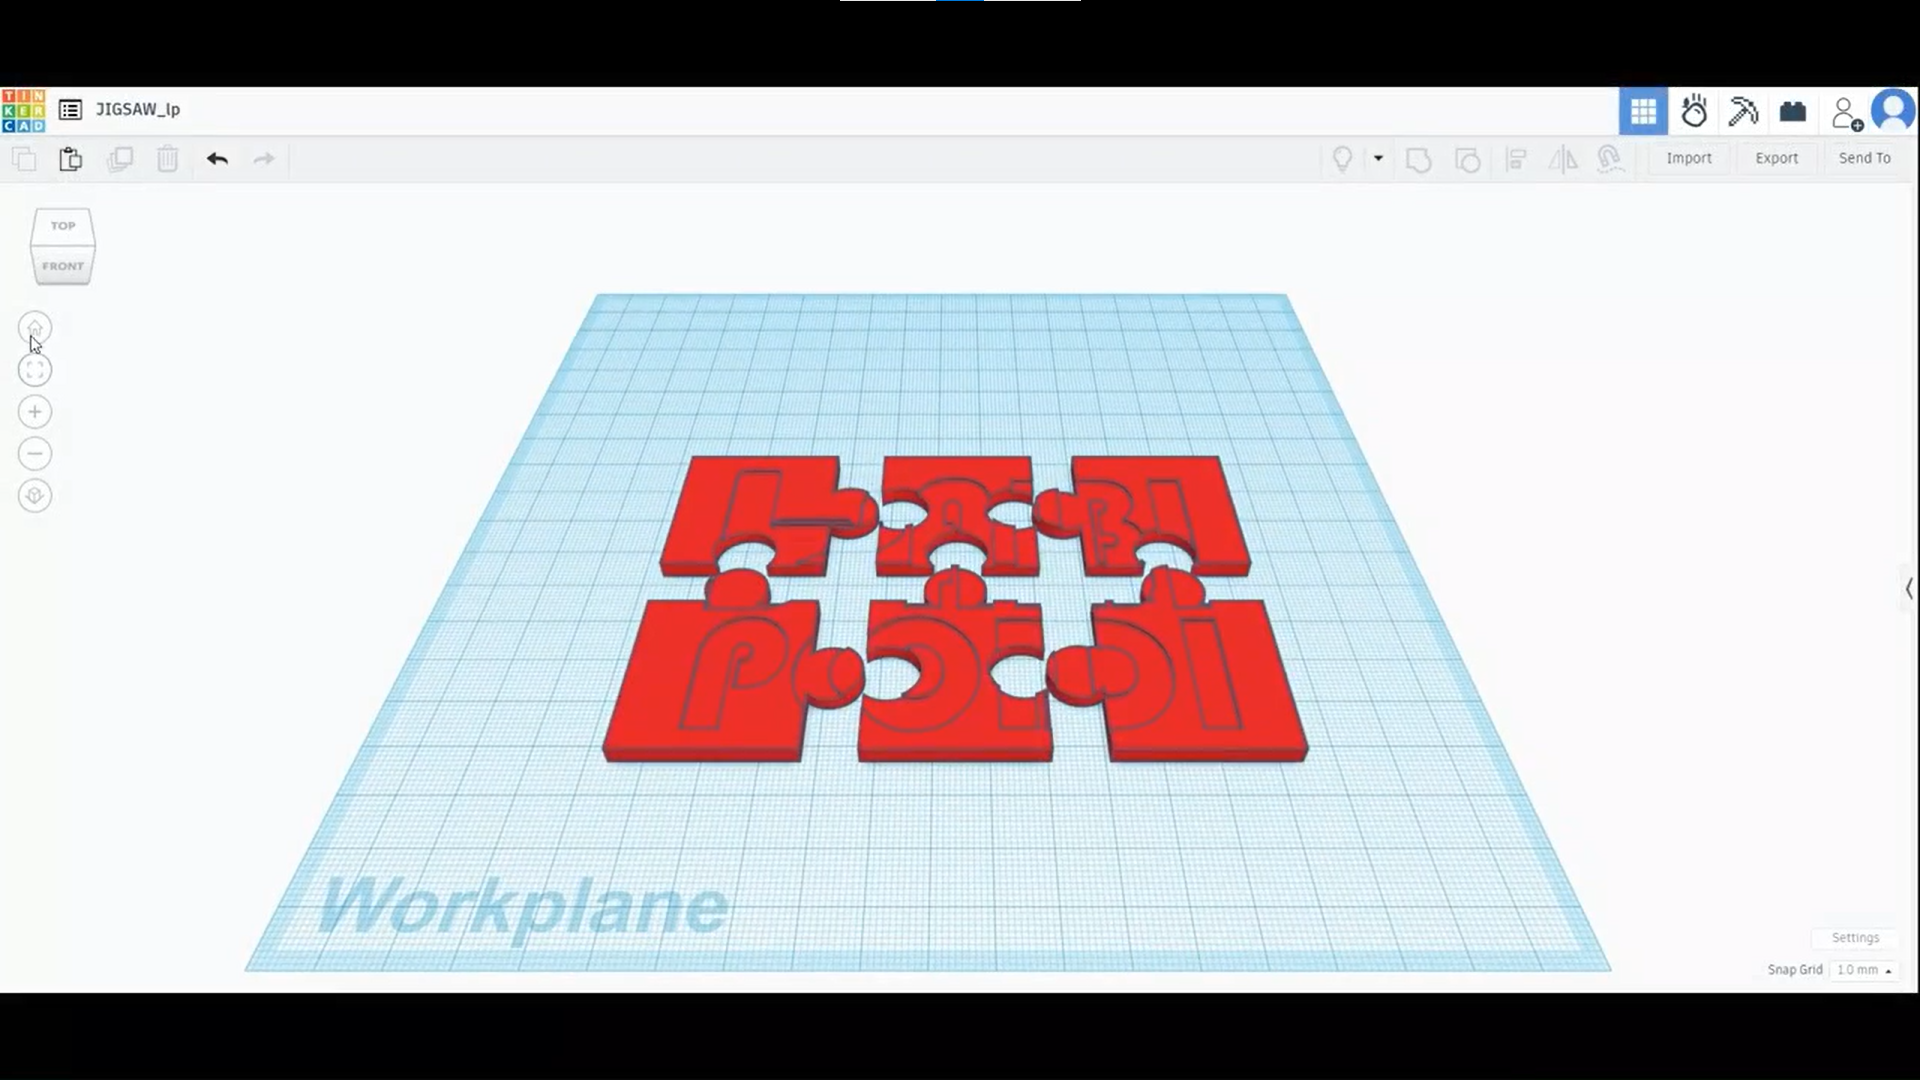 TIN
KER
CAD
JIGSAW_lp
Import
Export
Send To
TOP
FRONT
Workplane
Settings
Snap Grid 1.0 mm